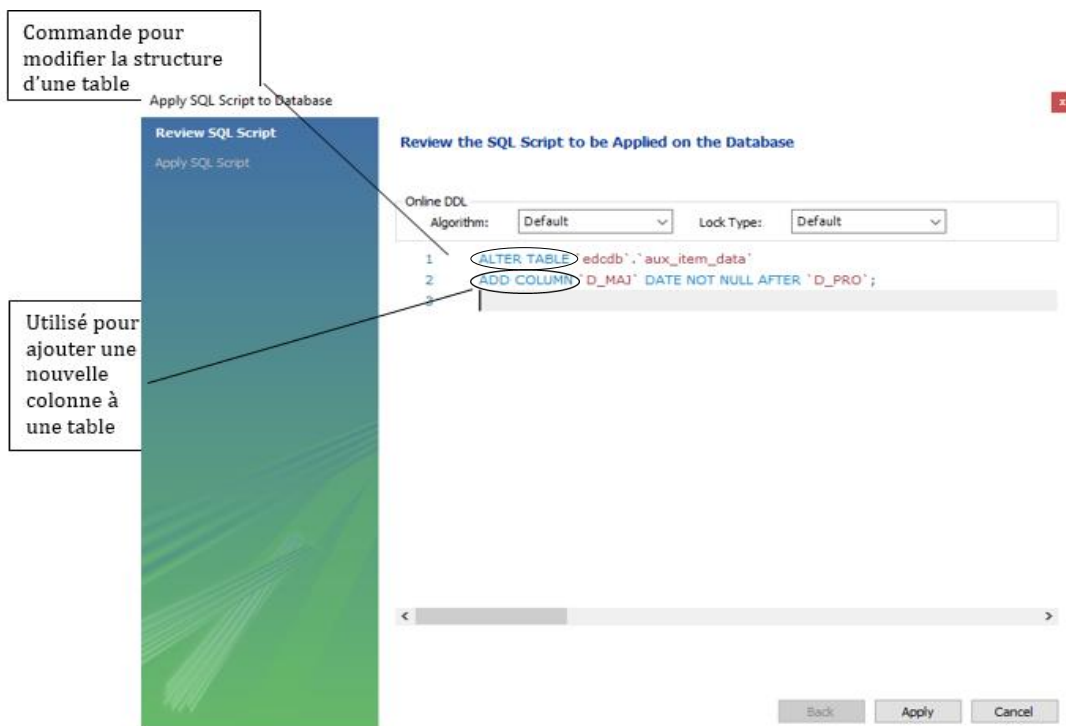 Commande pour
modifier la structure
d'une table
Apply SQL Script to Database
x
Review SQL Script
Apply SQL Script
Review the SQL Script to be Applied on the Database
Online DDL
Algorithm: Default Lock Type: Default
1 ALTER TABLE `edcdb`.`aux_item_data`
2 ADD COLUMN `D_MAJ` DATE NOT NULL AFTER `D_PRO`;
3
Utilisé pour
ajouter une
nouvelle
colonne à
une table
Back Apply Cancel